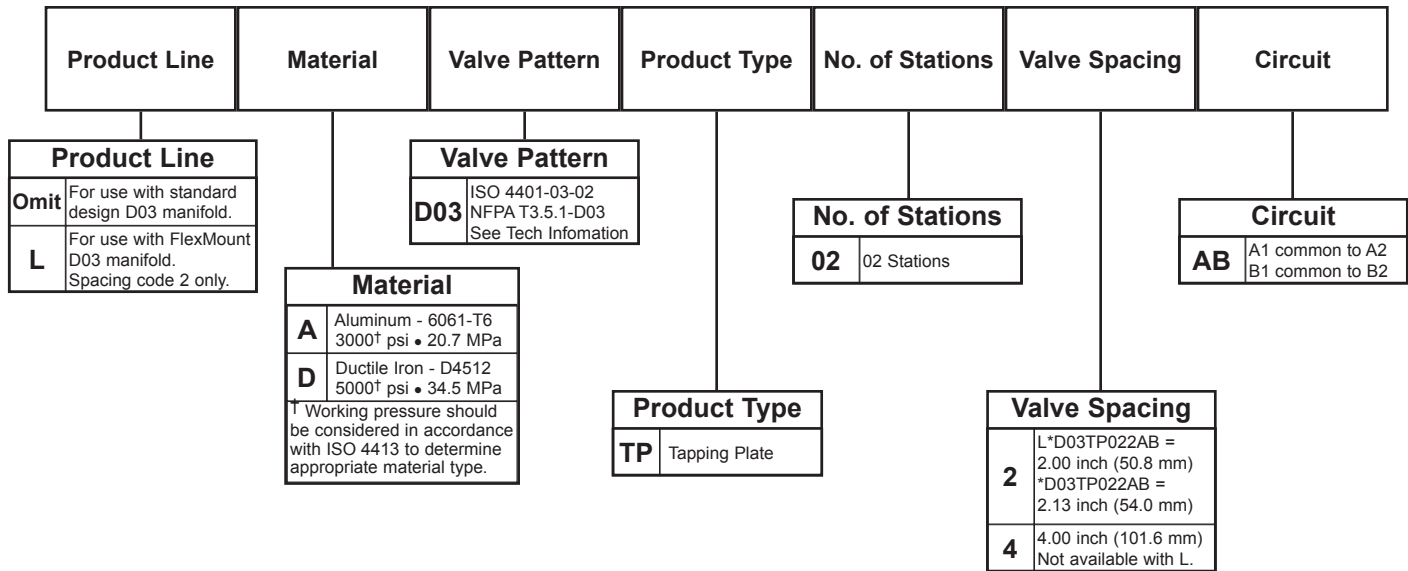 Product Line
Material
Valve Pattern
Product Type
No. of Stations
Valve Spacing
Circuit
Product Line
Omit
For use with standard
design D03 manifold.
L
For use with FlexMount
D03 manifold.
Spacing code 2 only.
Material
A
Aluminum - 6061-T6
3000† psi • 20.7 MPa
D
Ductile Iron - D4512
5000† psi • 34.5 MPa
† Working pressure should
be considered in accordance
with ISO 4413 to determine
appropriate material type.
Valve Pattern
D03
ISO 4401-03-02
NFPA T3.5.1-D03
See Tech Infomation
Product Type
TP
Tapping Plate
No. of Stations
02
02 Stations
Valve Spacing
2
L*D03TP022AB =
2.00 inch (50.8 mm)
*D03TP022AB =
2.13 inch (54.0 mm)
4
4.00 inch (101.6 mm)
Not available with L.
Circuit
AB
A1 common to A2
B1 common to B2